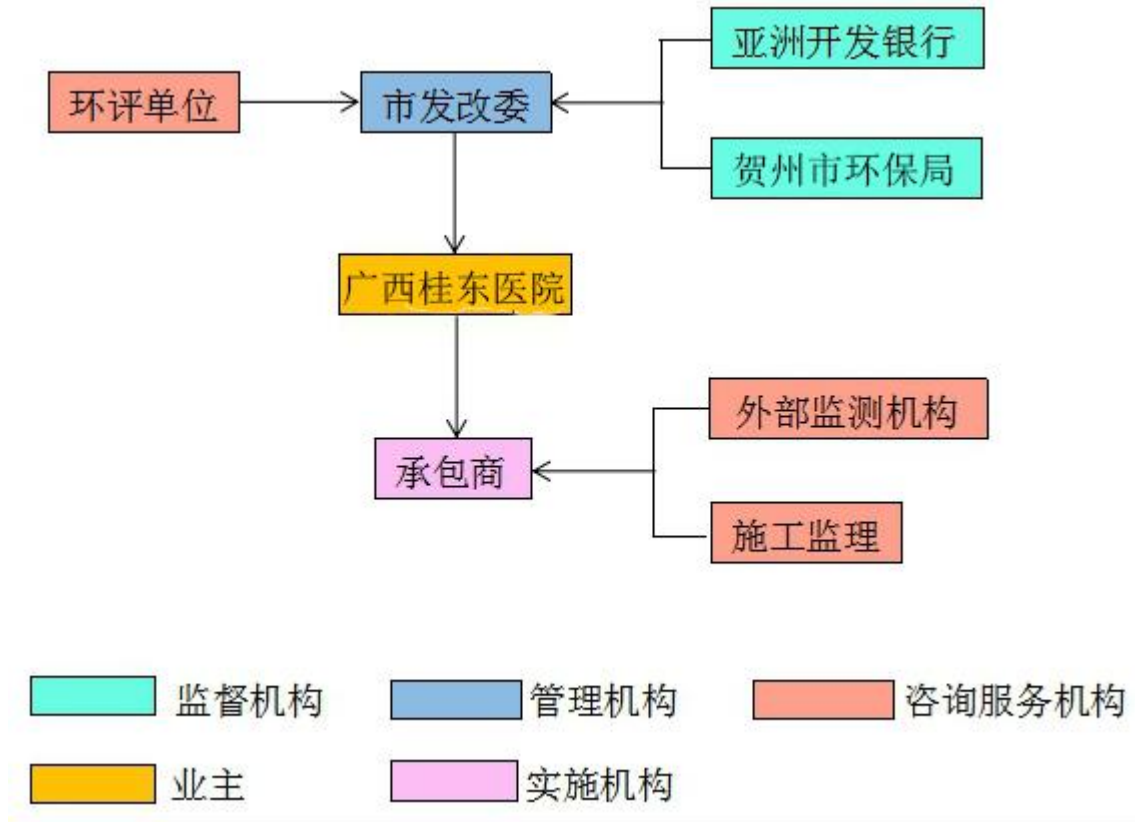 亚洲开发银行
环评单位
市发改委
贺州市环保局
广西桂东医院
外部监测机构
承包商
施工监理
监督机构
管理机构
咨询服务机构
业主
实施机构